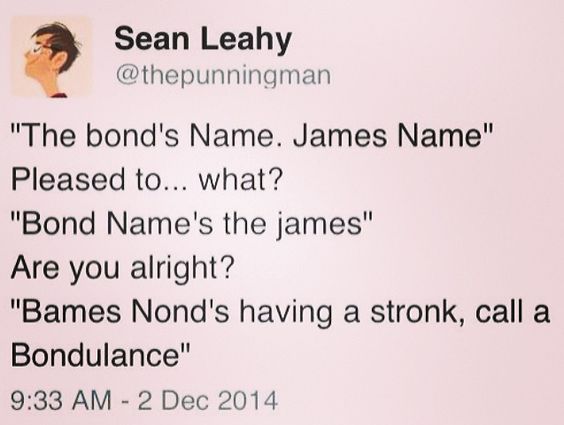 Sean Leahy
@thepunningman
"The bond's Name. James Name"
Pleased to... what?
"Bond Name's the james"
Are you alright?
"Bames Nond's having a stronk, call a
Bondulance"
9:33 AM - 2 Dec 2014